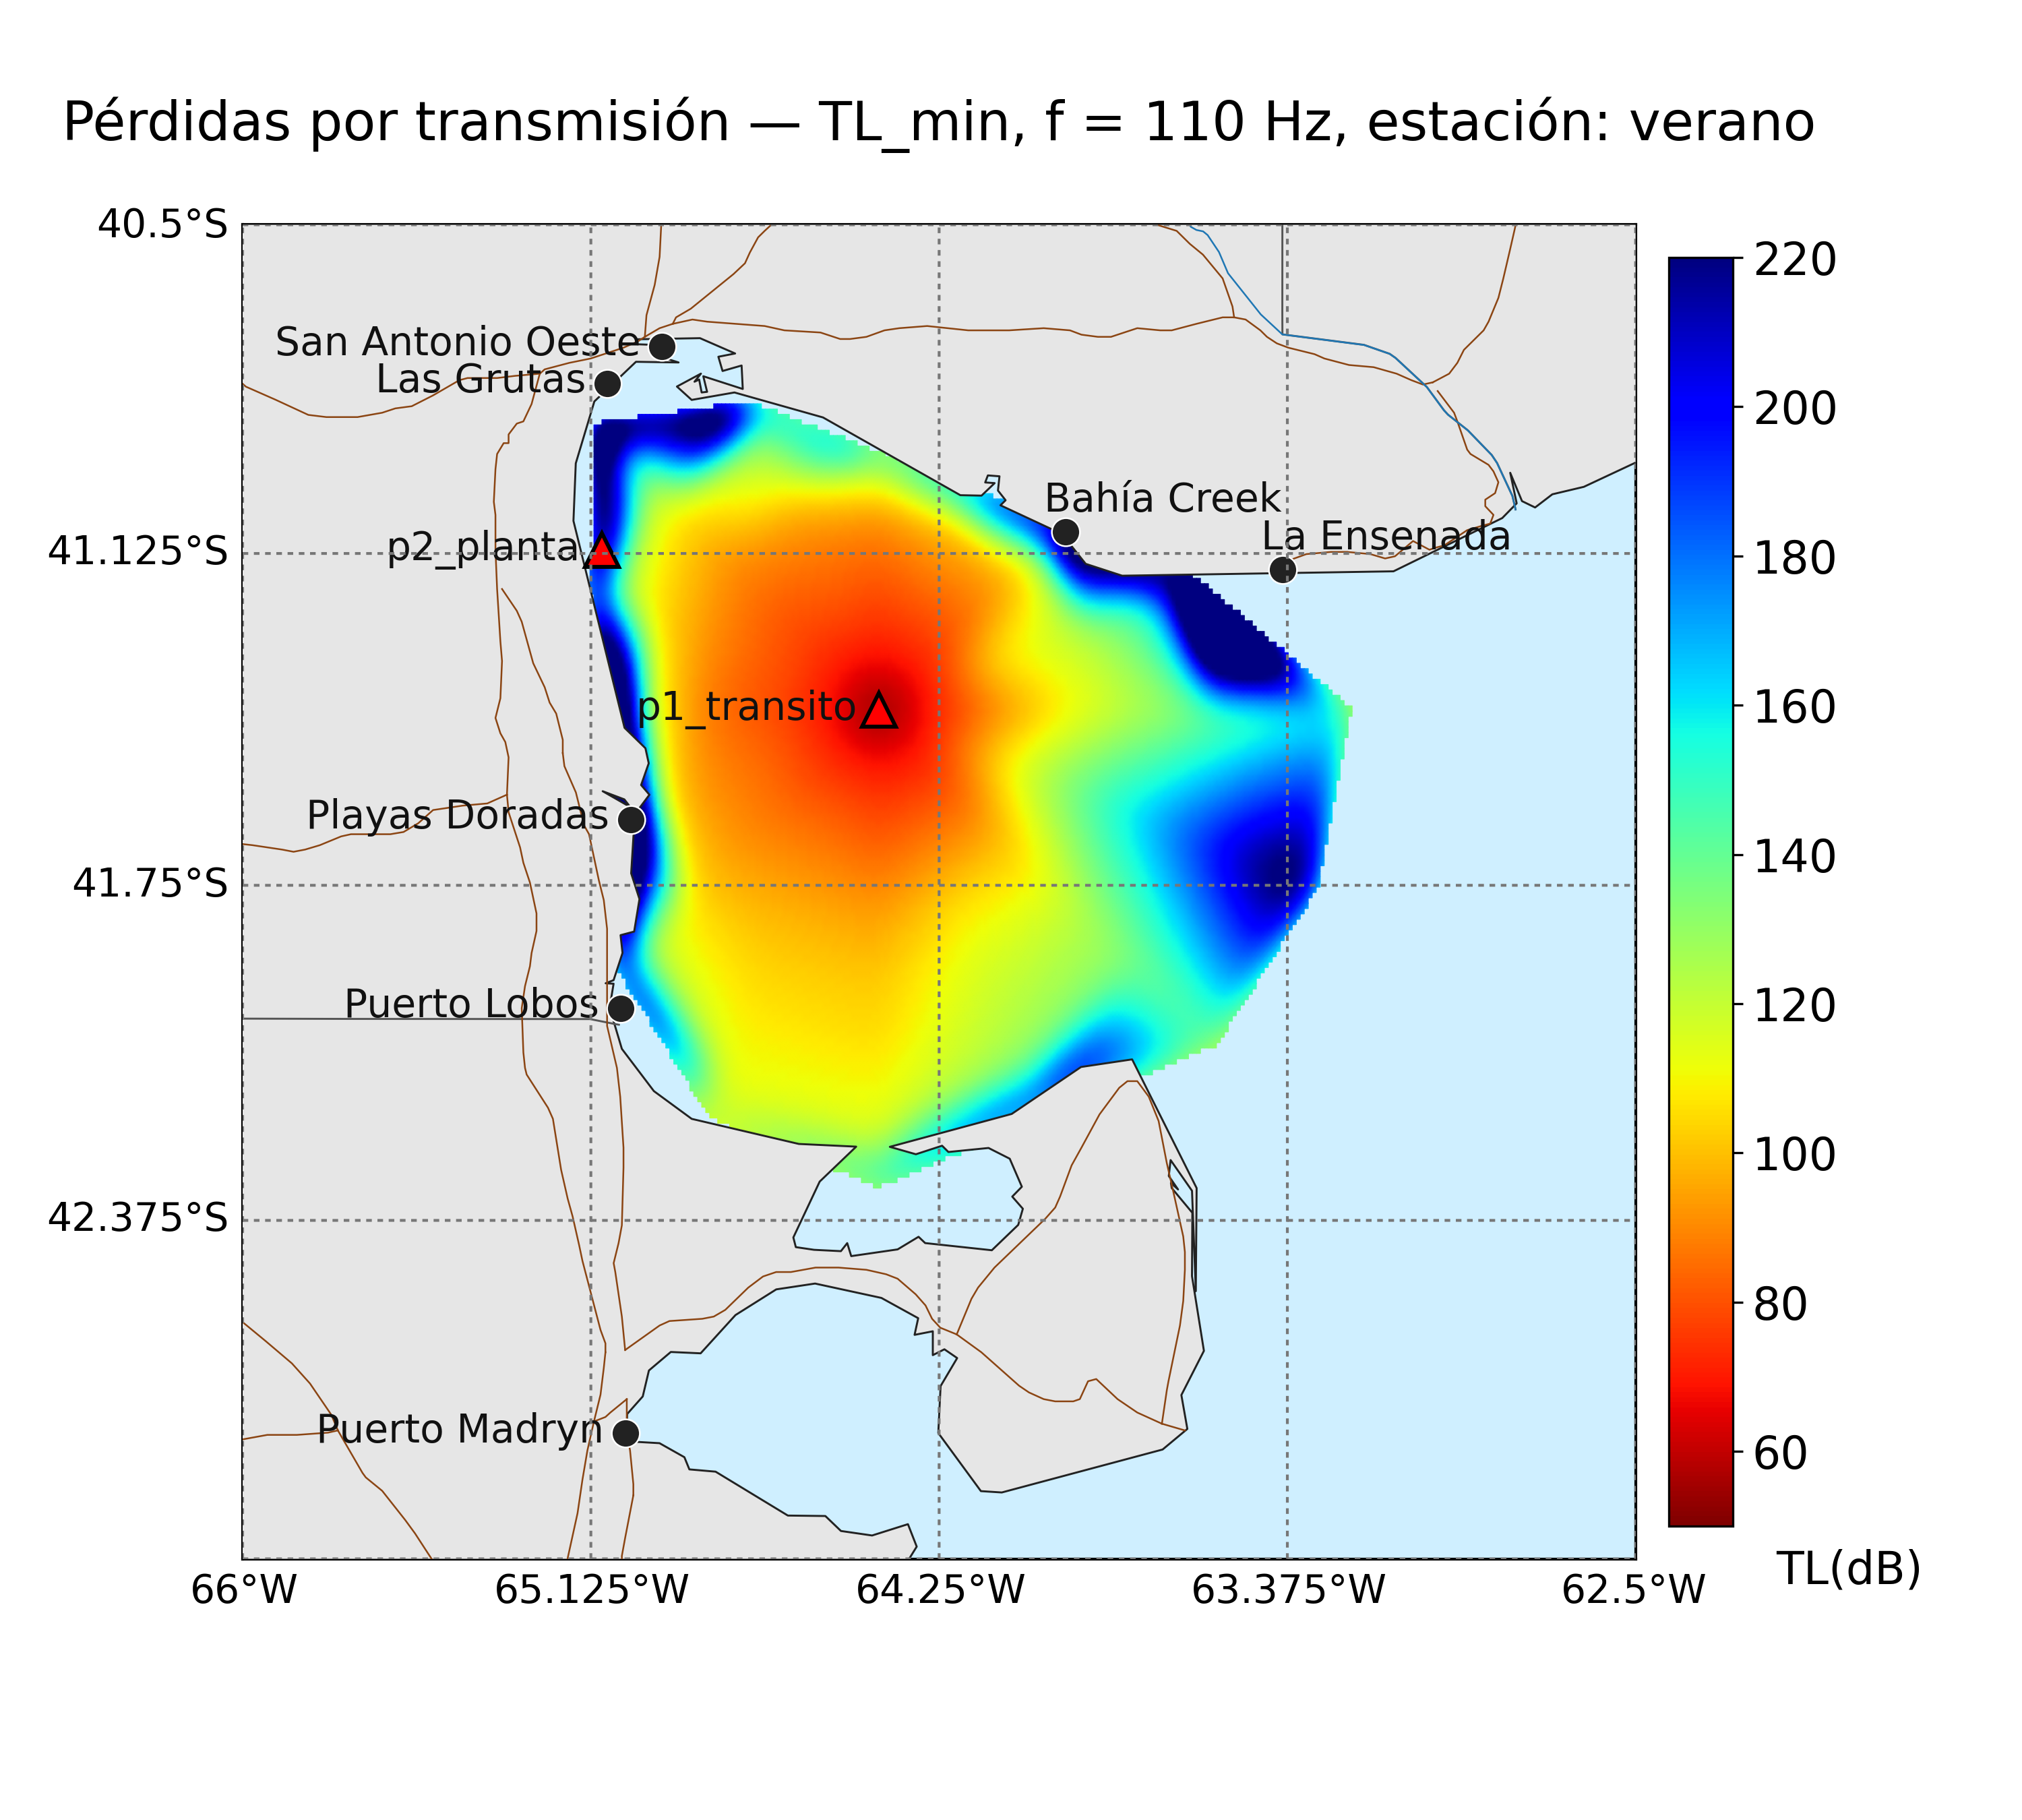 Pérdidas por transmisión — TL_min, f = 110 Hz, estación: verano
40.5°S
41.125°S
41.75°S
42.375°S
San Antonio Oeste
Las Grutas
Bahía Creek
La Ensenada
p2_planta
p1_transito
Playas Doradas
Puerto Lobos
Puerto Madryn
66°W
65.125°W
64.25°W
63.375°W
62.5°W
220
200
180
160
140
120
100
80
60
TL(dB)